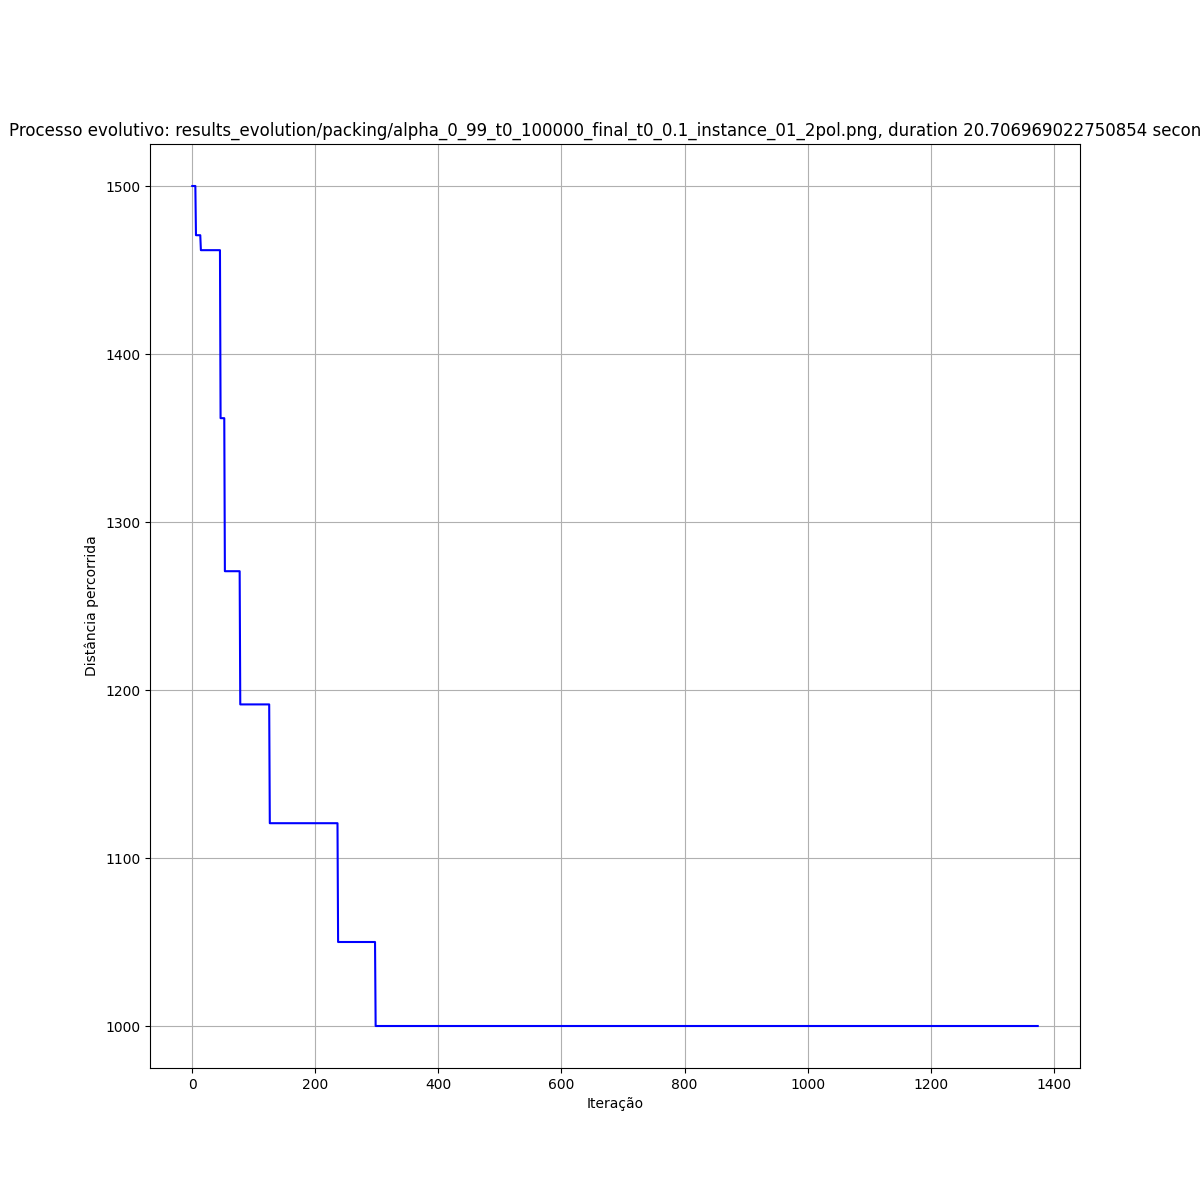 Processo evolutivo: results_evolution/packing/alpha_0_99_t0_100000_final_t0_0.1_instance_01_2pol.png, duration 20.706969022750854 secon
1500
1400
1300
1200
1100
1000
Distância percorrida
0 200 400 600 800 1000 1200 1400
Iteração